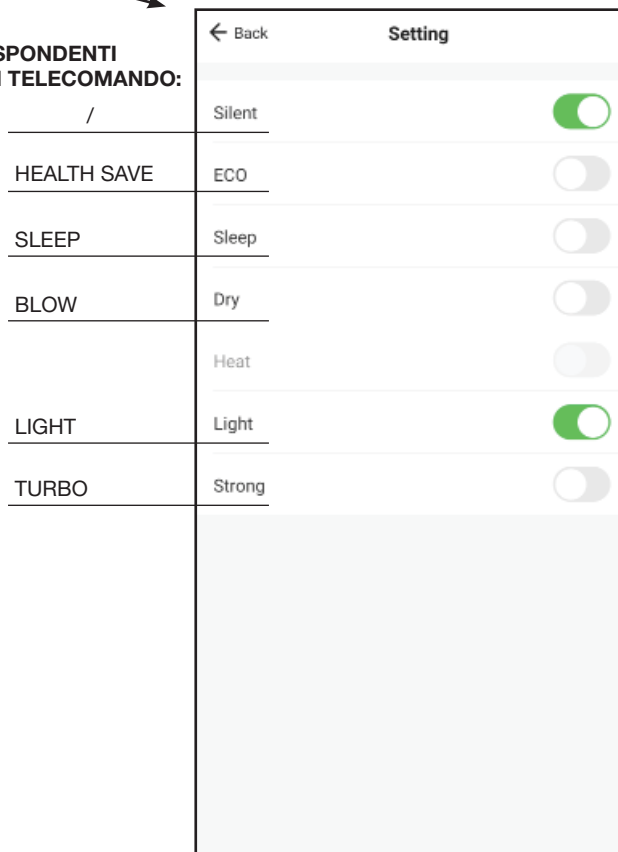 ← Back Setting
SPONDENTI
TELECOMANDO:
/ Silent
HEALTH SAVE ECO
SLEEP Sleep
BLOW Dry
Heat
LIGHT Light
TURBO Strong